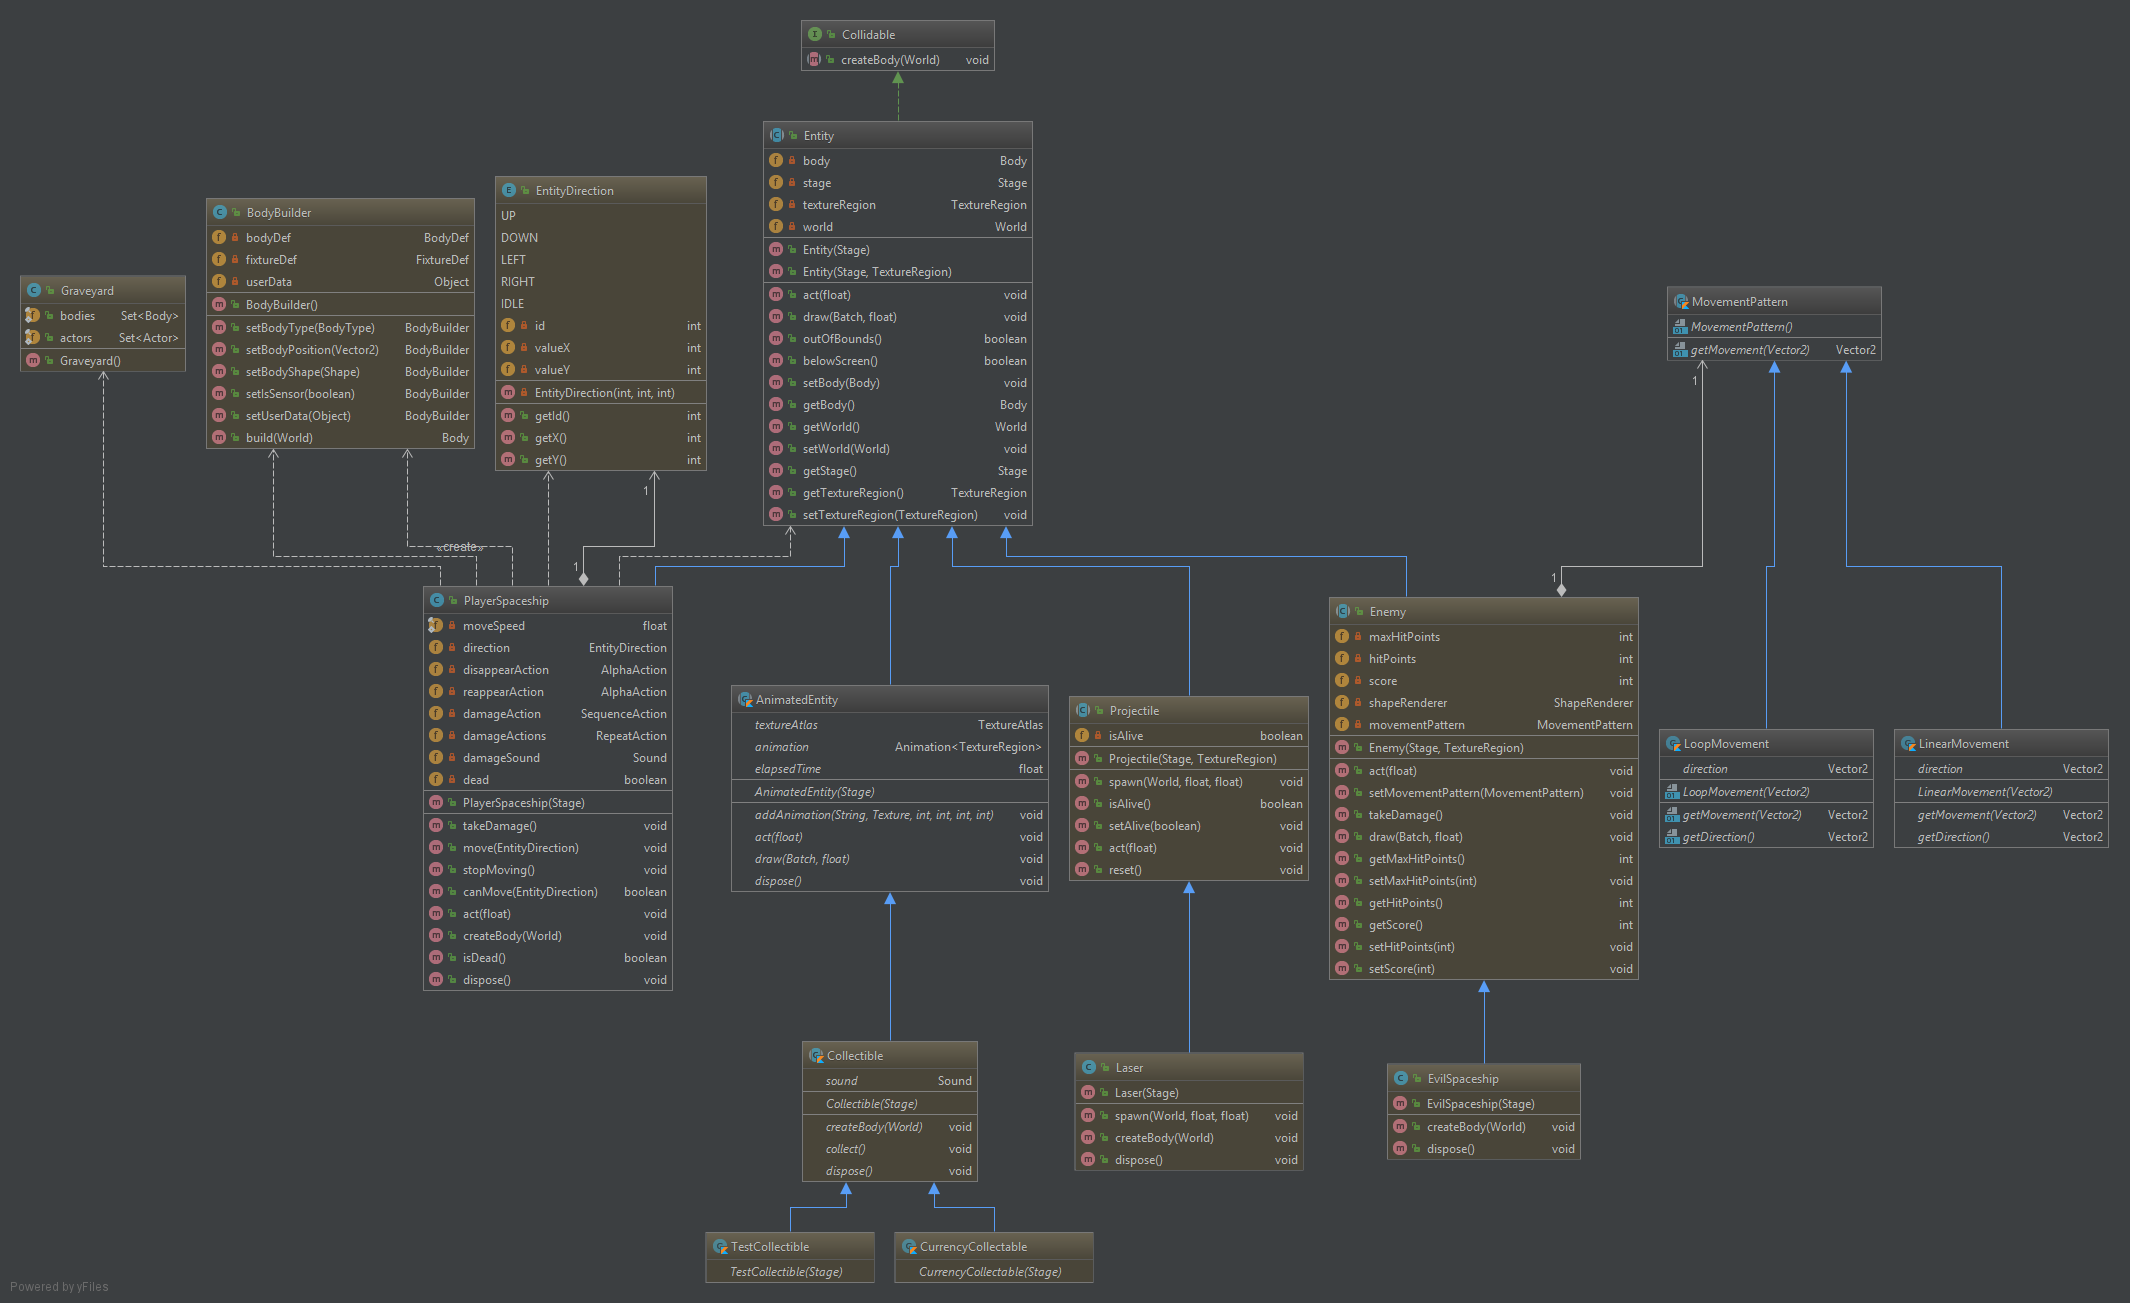 Collidable
createBody(World) void
Entity
body Body
stage Stage
textureRegion TextureRegion
world World
Entity(Stage)
Entity(Stage, TextureRegion)
act(float) void
draw(Batch, float) void
outOfBounds() boolean
belowScreen() boolean
setBody(Body) void
getBody() Body
getWorld() World
setWorld(World) void
getStage() Stage
getTextureRegion() TextureRegion
setTextureRegion(TextureRegion) void
EntityDirection
UP
DOWN
LEFT
RIGHT
IDLE
id int
valueX int
valueY int
EntityDirection(int, int, int)
getId() int
getX() int
getY() int
BodyBuilder
bodyDef BodyDef
fixtureDef FixtureDef
userData Object
BodyBuilder()
setBodyType(BodyType) BodyBuilder
setBodyPosition(Vector2) BodyBuilder
setBodyShape(Shape) BodyBuilder
setIsSensor(boolean) BodyBuilder
setUserData(Object) BodyBuilder
build(World) Body
Graveyard
bodies Set<Body>
actors Set<Actor>
Graveyard()
MovementPattern
MovementPattern()
getMovement(Vector2) Vector2
1
1
«create»
1
1
PlayerSpaceship
moveSpeed float
direction EntityDirection
disappearAction AlphaAction
reappearAction AlphaAction
damageAction SequenceAction
damageActions RepeatAction
damageSound Sound
dead boolean
PlayerSpaceship(Stage)
takeDamage() void
move(EntityDirection) void
stopMoving() void
canMove(EntityDirection) boolean
act(float) void
createBody(World) void
isDead() boolean
dispose() void
AnimatedEntity
textureAtlas TextureAtlas
animation Animation<TextureRegion>
elapsedTime float
AnimatedEntity(Stage)
addAnimation(String, Texture, int, int, int, int) void
act(float) void
draw(Batch, float) void
dispose() void
Projectile
isAlive boolean
Projectile(Stage, TextureRegion)
spawn(World, float, float) void
isAlive() boolean
setAlive(boolean) void
act(float) void
reset() void
Enemy
maxHitPoints int
hitPoints int
score int
shapeRenderer ShapeRenderer
movementPattern MovementPattern
Enemy(Stage, TextureRegion)
act(float) void
setMovementPattern(MovementPattern) void
takeDamage() void
draw(Batch, float) void
getMaxHitPoints() int
setMaxHitPoints(int) void
getHitPoints() int
getScore() int
setHitPoints(int) void
setScore(int) void
LoopMovement
direction Vector2
LoopMovement(Vector2)
getMovement(Vector2) Vector2
getDirection() Vector2
LinearMovement
direction Vector2
LinearMovement(Vector2)
getMovement(Vector2) Vector2
getDirection() Vector2
Collectible
sound Sound
Collectible(Stage)
createBody(World) void
collect() void
dispose() void
Laser
Laser(Stage)
spawn(World, float, float) void
createBody(World) void
dispose() void
EvilSpaceship
EvilSpaceship(Stage)
createBody(World) void
dispose() void
TestCollectible
TestCollectible(Stage)
CurrencyCollectable
CurrencyCollectable(Stage)
Powered by yFiles